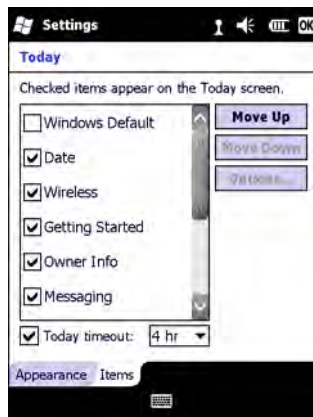 Settings
OK
Today
Checked items appear on the Today screen.
Windows Default
Move Up
Date
Move Down
Wireless
Options...
Getting Started
Owner Info
Messaging
Today timeout: 4 hr
Appearance Items